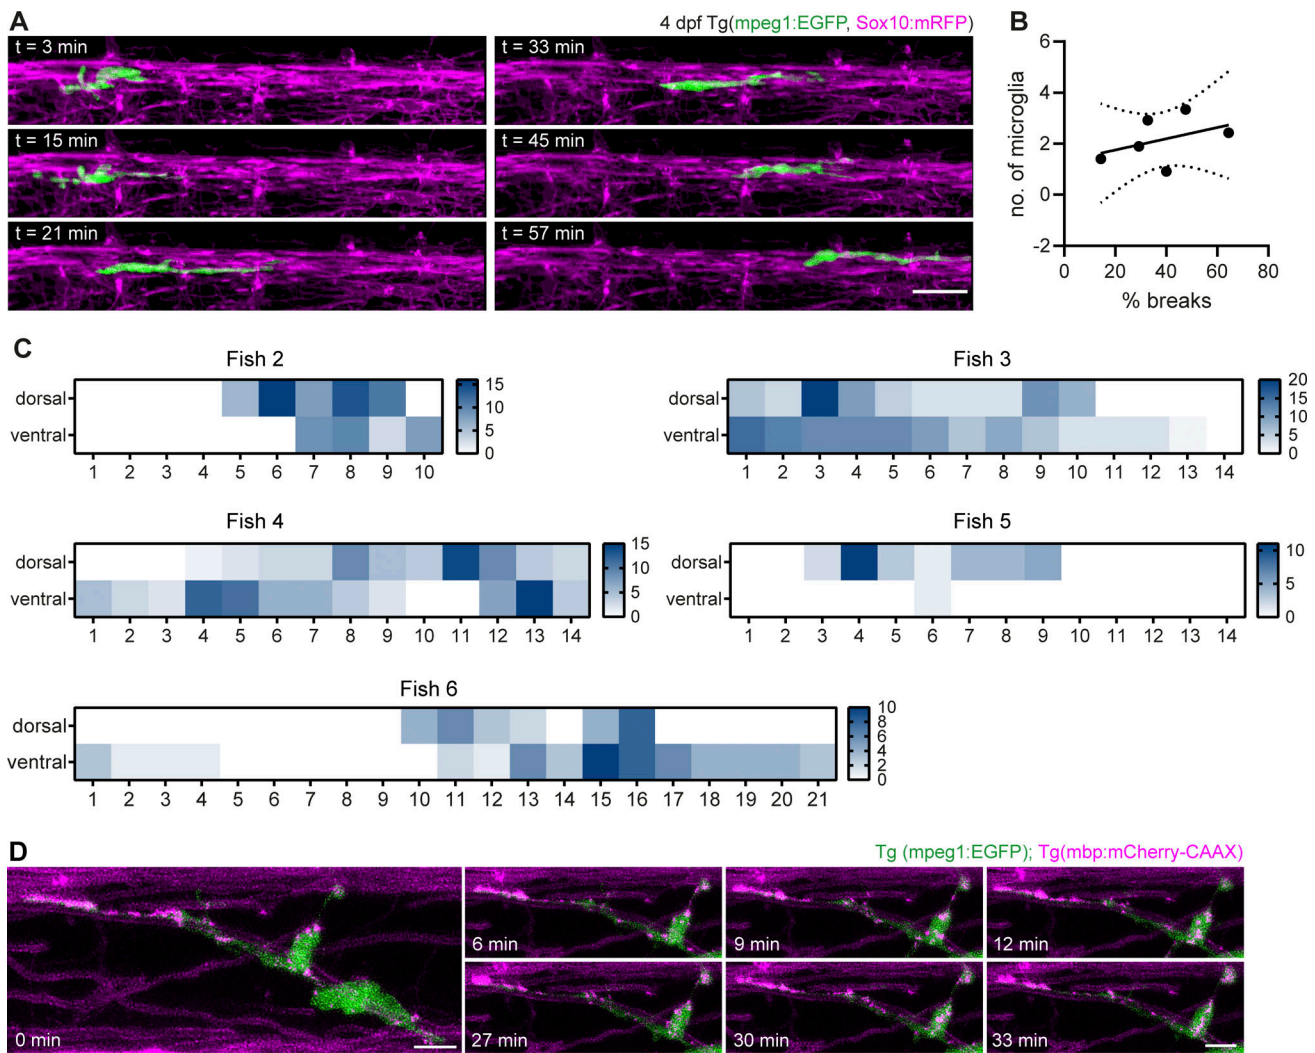 A
4 dpf Tg(mpeg1:EGFP, Sox10:mRFP)
t = 3 min
t = 33 min
t = 15 min
t = 45 min
t = 21 min
t = 57 min
B
no. of microglia
6
4
2
0
-2
0 20 40 60 80
% breaks
C
Fish 2
dorsal
ventral
1 2 3 4 5 6 7 8 9 10
15
10
5
0
Fish 3
dorsal
ventral
1 2 3 4 5 6 7 8 9 10 11 12 13 14
20
15
10
5
0
Fish 4
dorsal
ventral
1 2 3 4 5 6 7 8 9 10 11 12 13 14
15
10
5
0
Fish 5
dorsal
ventral
1 2 3 4 5 6 7 8 9 10 11 12 13 14
10
5
0
Fish 6
dorsal
ventral
1 2 3 4 5 6 7 8 9 10 11 12 13 14 15 16 17 18 19 20 21
10
8
6
4
2
0
D
Tg (mpeg1:EGFP); Tg(mbp:mCherry-CAAX)
0 min
6 min
9 min
12 min
27 min
30 min
33 min